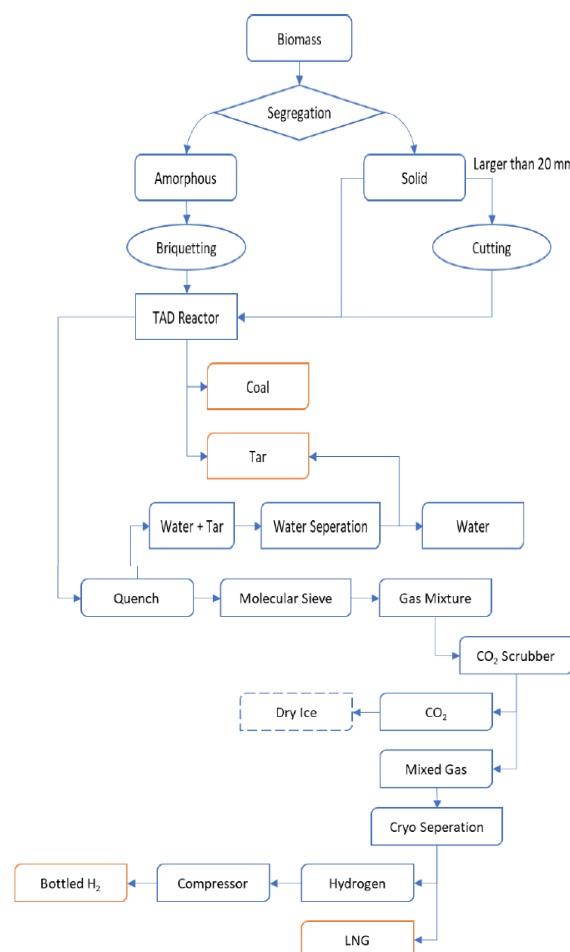 Biomass
Segregation
Amorphous
Solid
Larger than 20 mm
Briquetting
Cutting
TAD Reactor
Coal
Tar
Water + Tar
Water Seperation
Water
Quench
Molecular Sieve
Gas Mixture
CO₂ Scrubber
Dry Ice
CO₂
Mixed Gas
Cryo Seperation
Bottled H₂
Compressor
Hydrogen
LNG